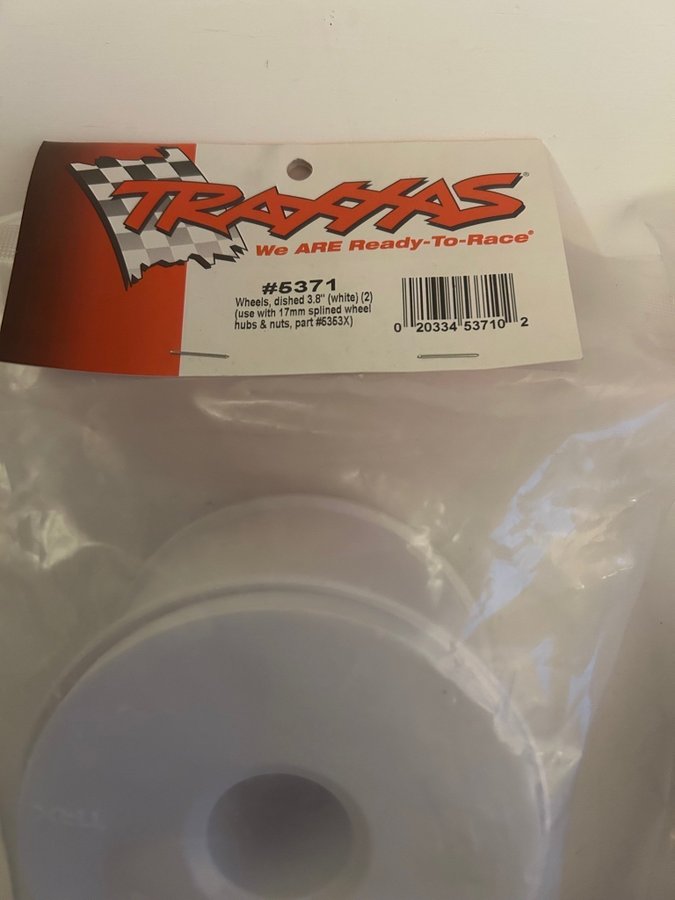 TRAXXAS®
We ARE Ready-To-Race®
#5371
Wheels, dished 3.8" (white) (2)
(use with 17mm splined wheel
hubs & nuts, part #5353X)
0 20334 53710 2